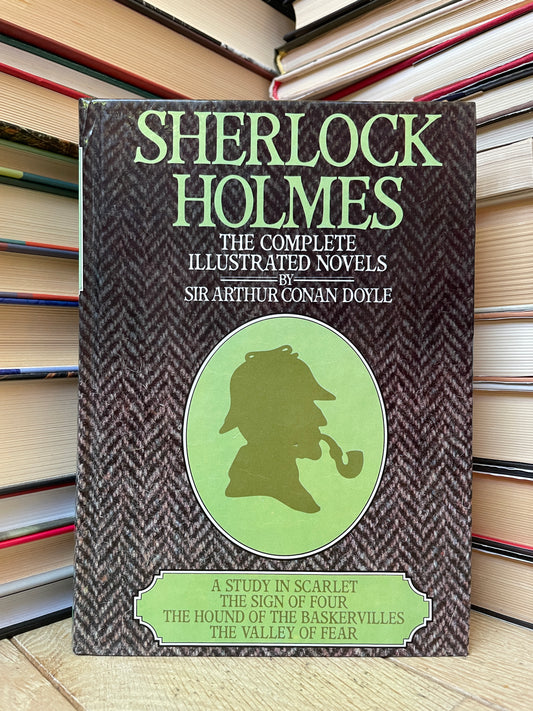 SHERLOCK
HOLMES
THE COMPLETE
ILLUSTRATED NOVELS
BY
SIR ARTHUR CONAN DOYLE
A STUDY IN SCARLET
THE SIGN OF FOUR
THE HOUND OF THE BASKERVILLES
THE VALLEY OF FEAR